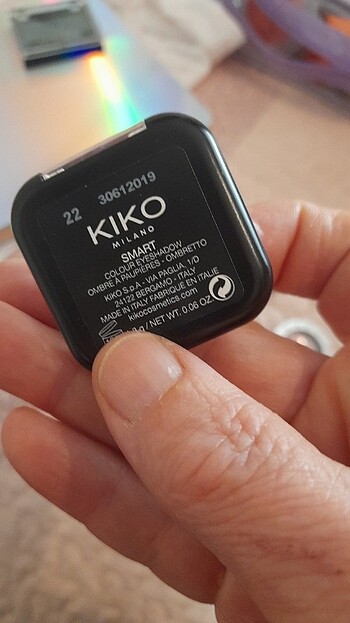 22 30612019
KIKO
MILANO
SMART
COLOUR EYESHADOW
OMBRE À PAUPIÈRES - OMBRETTO
KIKO S.p.A - VIA PAGLIA, 1/D
24122 BERGAMO - ITALY
MADE IN ITALY FABRIQUÉ EN ITALIE
kikocosmetics.com
g / NET WT. 0.06 OZ